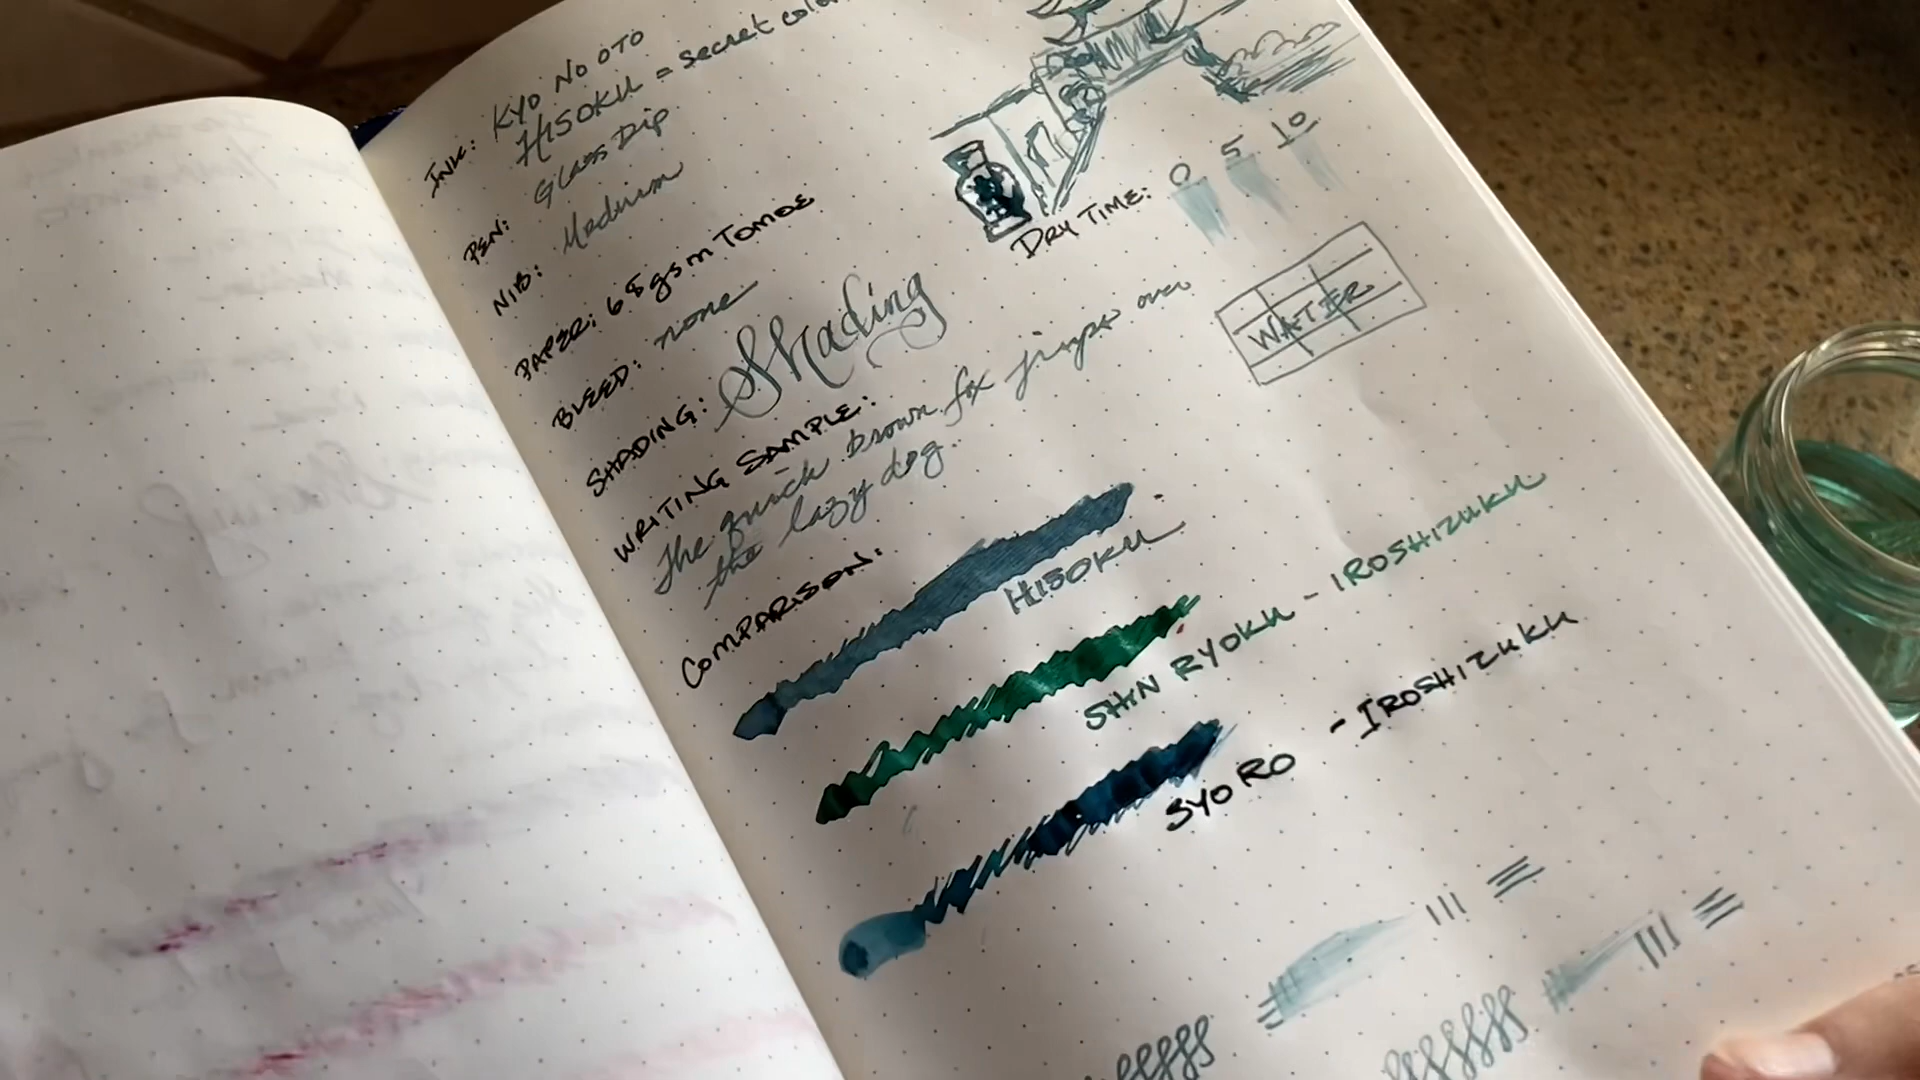 INK: KYO NO OTO
HISOKU = secret color
PEN: Glass Dip
NIB: Medium
PAPER: 68gsm TOMOE
BLEED: none
SHADING: Shading
DRY TIME: 0 5 10
WATER
WRITING SAMPLE:
The quick brown fox jumps over
the lazy dog.
COMPARISON:
HISOKU
SHIN RYOKU - IROSHIZUKU
SYO RO - IROSHIZUKU